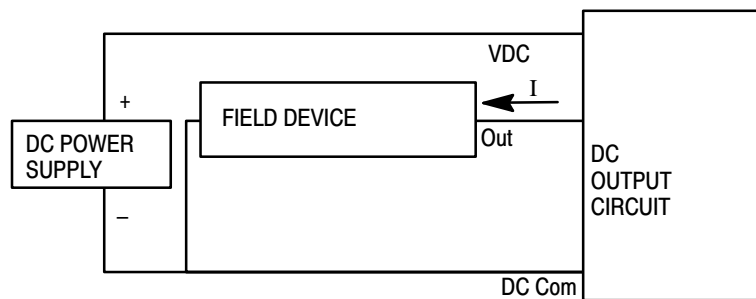 VDC
I
+
FIELD DEVICE
Out
DC POWER
SUPPLY
DC
OUTPUT
CIRCUIT
–
DC Com